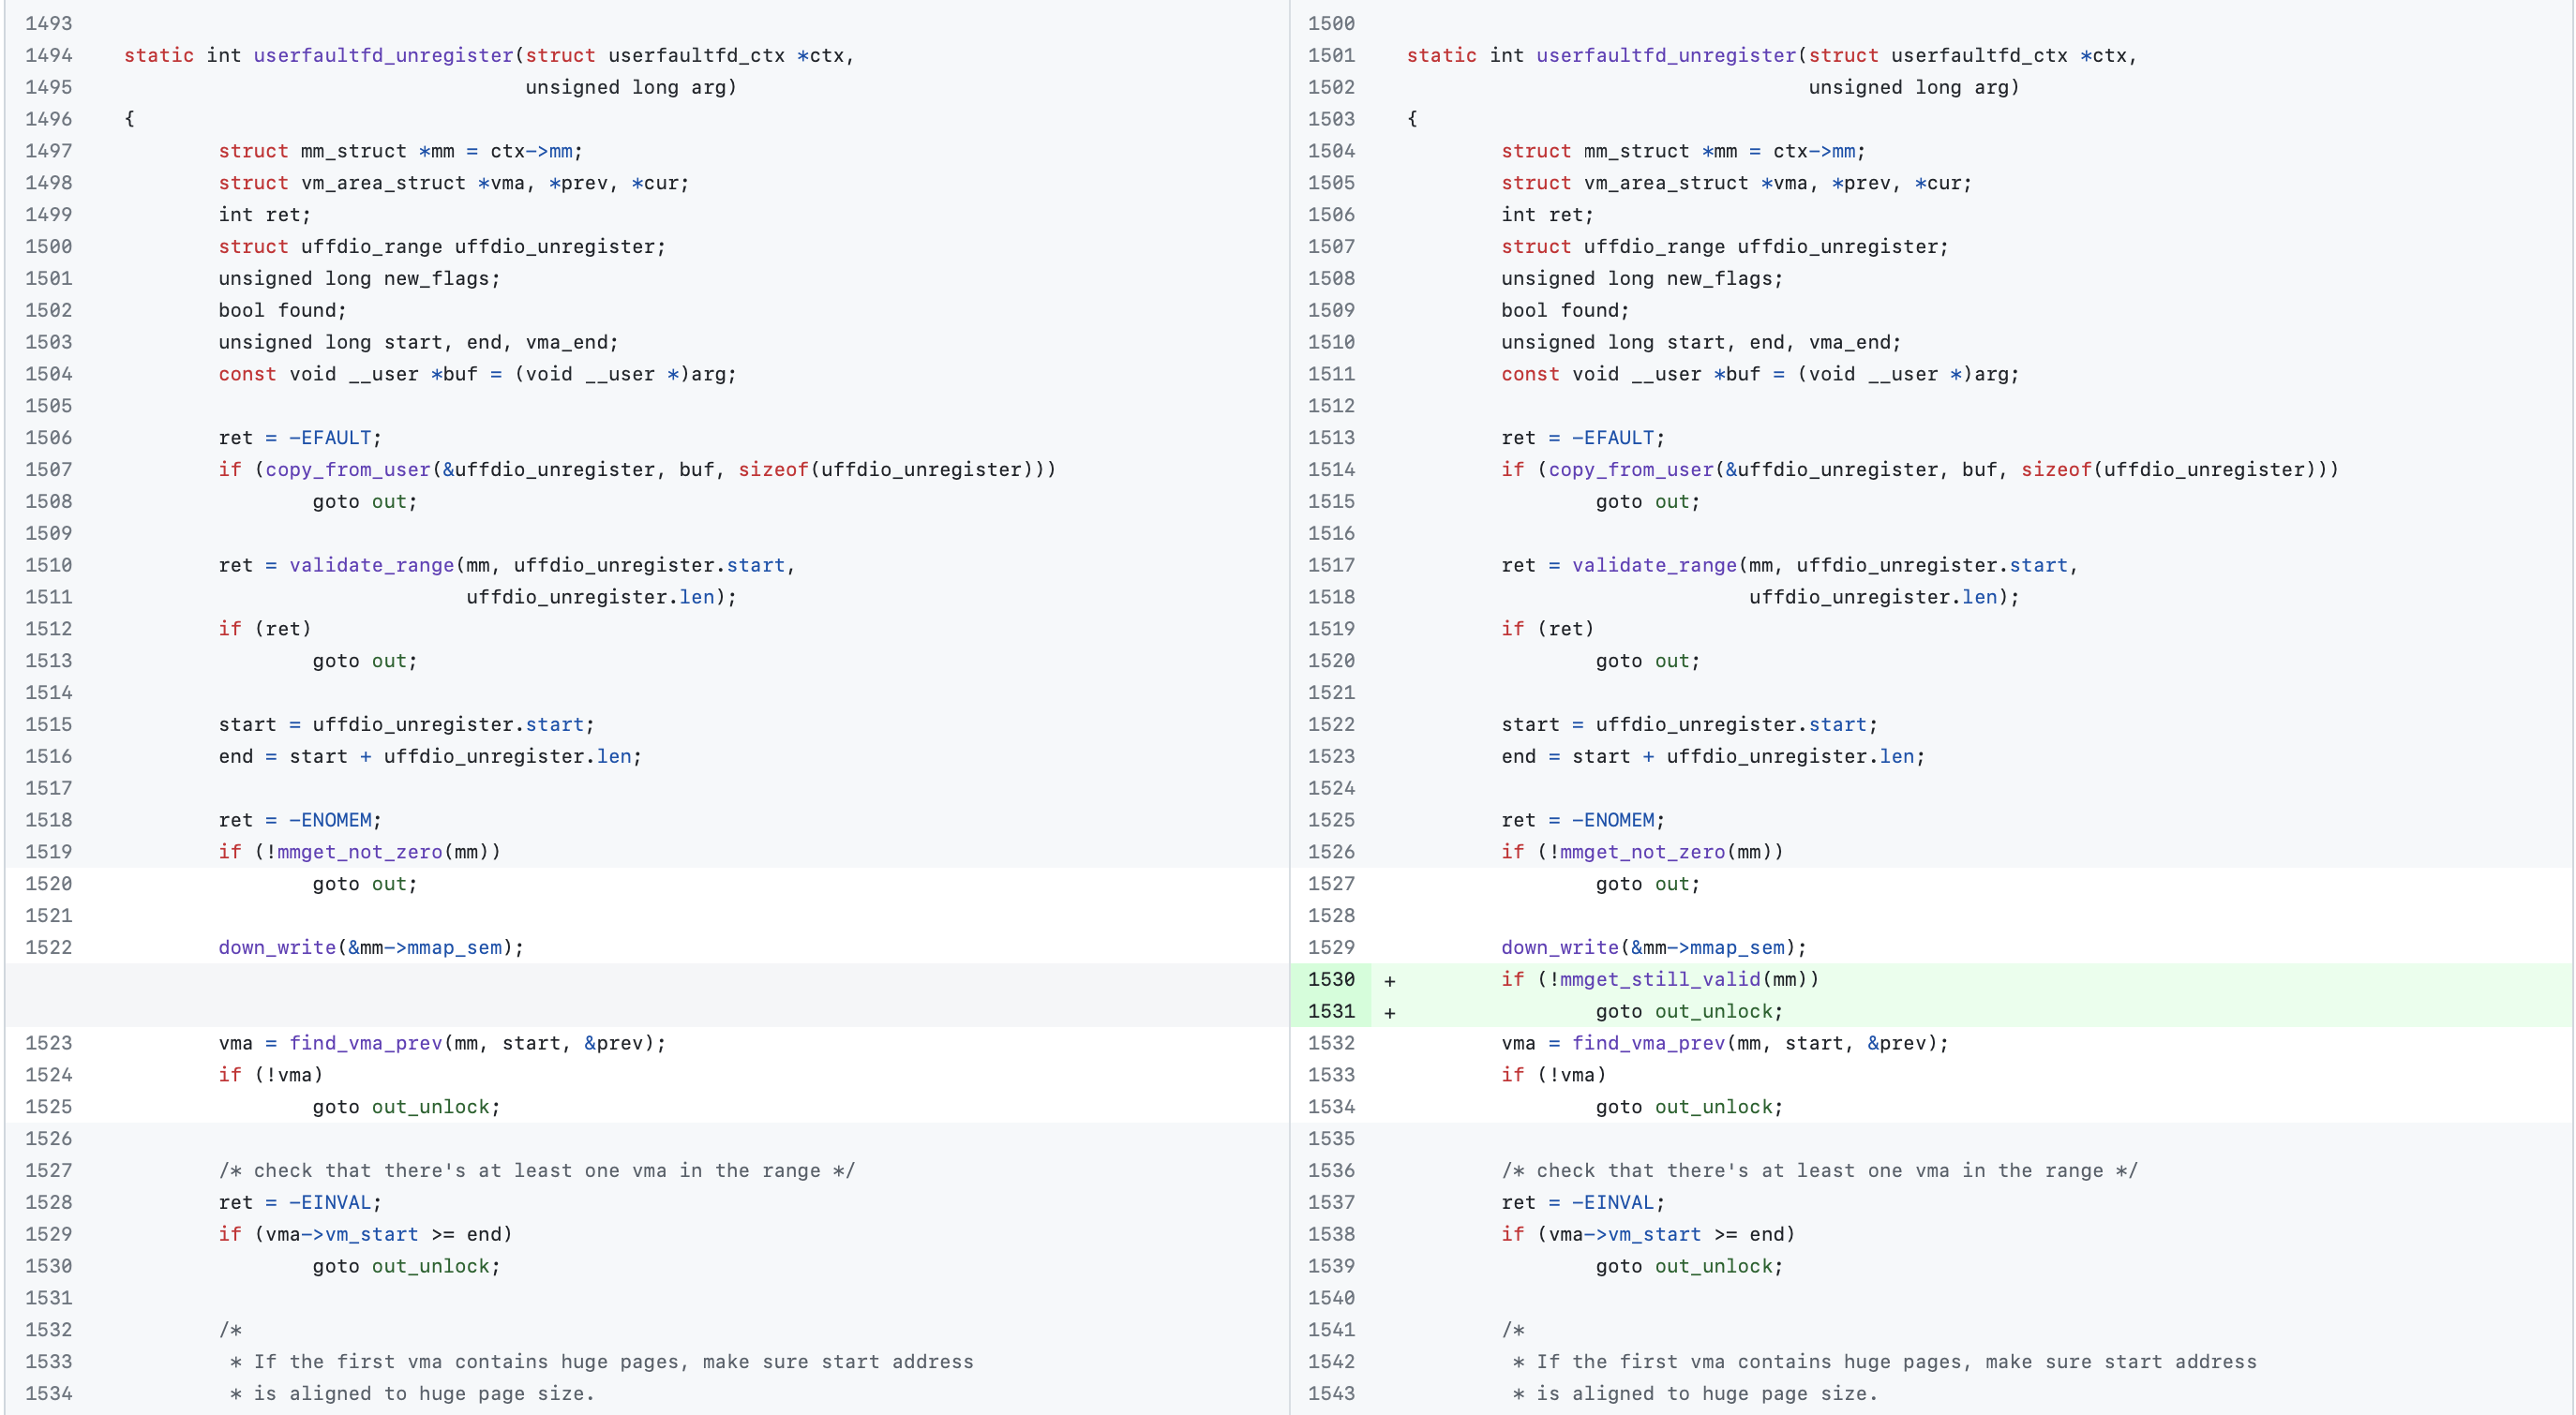 1493
1494 static int userfaultfd_unregister(struct userfaultfd_ctx *ctx,
1495 unsigned long arg)
1496 {
1497 struct mm_struct *mm = ctx->mm;
1498 struct vm_area_struct *vma, *prev, *cur;
1499 int ret;
1500 struct uffdio_range uffdio_unregister;
1501 unsigned long new_flags;
1502 bool found;
1503 unsigned long start, end, vma_end;
1504 const void __user *buf = (void __user *)arg;
1505
1506 ret = -EFAULT;
1507 if (copy_from_user(&uffdio_unregister, buf, sizeof(uffdio_unregister)))
1508 goto out;
1509
1510 ret = validate_range(mm, uffdio_unregister.start,
1511 uffdio_unregister.len);
1512 if (ret)
1513 goto out;
1514
1515 start = uffdio_unregister.start;
1516 end = start + uffdio_unregister.len;
1517
1518 ret = -ENOMEM;
1519 if (!mmget_not_zero(mm))
1520 goto out;
1521
1522 down_write(&mm->mmap_sem);
1523 vma = find_vma_prev(mm, start, &prev);
1524 if (!vma)
1525 goto out_unlock;
1526
1527 /* check that there's at least one vma in the range */
1528 ret = -EINVAL;
1529 if (vma->vm_start >= end)
1530 goto out_unlock;
1531
1532 /*
1533 * If the first vma contains huge pages, make sure start address
1534 * is aligned to huge page size.
1500
1501 static int userfaultfd_unregister(struct userfaultfd_ctx *ctx,
1502 unsigned long arg)
1503 {
1504 struct mm_struct *mm = ctx->mm;
1505 struct vm_area_struct *vma, *prev, *cur;
1506 int ret;
1507 struct uffdio_range uffdio_unregister;
1508 unsigned long new_flags;
1509 bool found;
1510 unsigned long start, end, vma_end;
1511 const void __user *buf = (void __user *)arg;
1512
1513 ret = -EFAULT;
1514 if (copy_from_user(&uffdio_unregister, buf, sizeof(uffdio_unregister)))
1515 goto out;
1516
1517 ret = validate_range(mm, uffdio_unregister.start,
1518 uffdio_unregister.len);
1519 if (ret)
1520 goto out;
1521
1522 start = uffdio_unregister.start;
1523 end = start + uffdio_unregister.len;
1524
1525 ret = -ENOMEM;
1526 if (!mmget_not_zero(mm))
1527 goto out;
1528
1529 down_write(&mm->mmap_sem);
1530 + if (!mmget_still_valid(mm))
1531 + goto out_unlock;
1532 vma = find_vma_prev(mm, start, &prev);
1533 if (!vma)
1534 goto out_unlock;
1535
1536 /* check that there's at least one vma in the range */
1537 ret = -EINVAL;
1538 if (vma->vm_start >= end)
1539 goto out_unlock;
1540
1541 /*
1542 * If the first vma contains huge pages, make sure start address
1543 * is aligned to huge page size.